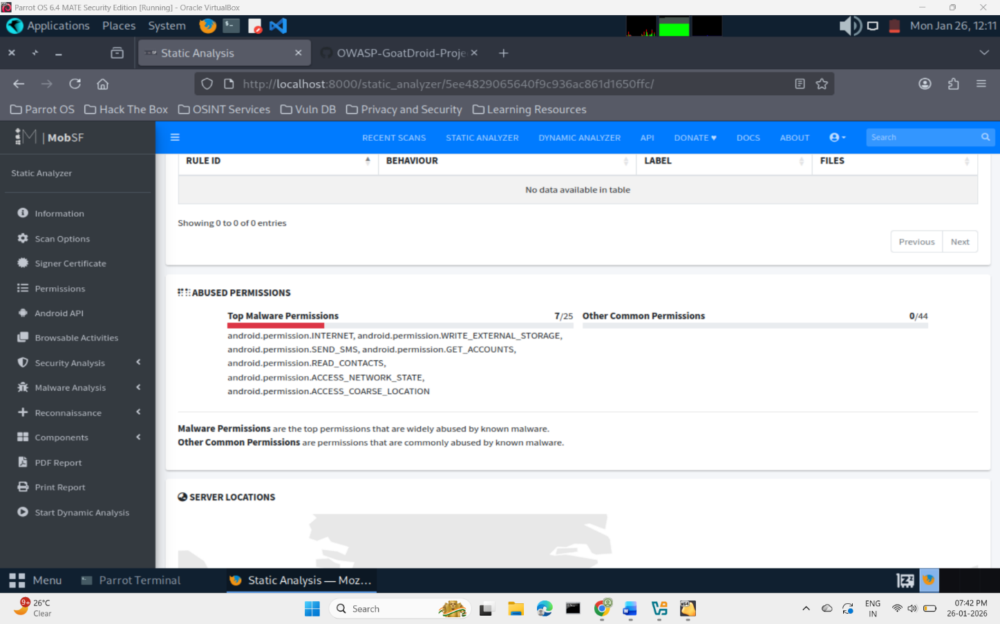 Parrot OS 6.4 MATE Security Edition [Running] - Oracle VirtualBox
Applications Places System Mon Jan 26, 12:11
Static Analysis OWASP-GoatDroid-Proje
http://localhost:8000/static_analyzer/5ee4829065640f9c936ac861d1650ffc/
Parrot OS Hack The Box OSINT Services Vuln DB Privacy and Security Learning Resources
MobSF
RECENT SCANS STATIC ANALYZER DYNAMIC ANALYZER API DONATE ♥ DOCS ABOUT Search
Static Analyzer
Information
Scan Options
Signer Certificate
Permissions
Android API
Browsable Activities
Security Analysis
Malware Analysis
Reconnaissance
Components
PDF Report
Print Report
Start Dynamic Analysis
RULE ID BEHAVIOUR LABEL FILES
No data available in table
Showing 0 to 0 of 0 entries
Previous Next
ABUSED PERMISSIONS
Top Malware Permissions 7/25 Other Common Permissions 0/44
android.permission.INTERNET, android.permission.WRITE_EXTERNAL_STORAGE,
android.permission.SEND_SMS, android.permission.GET_ACCOUNTS,
android.permission.READ_CONTACTS,
android.permission.ACCESS_NETWORK_STATE,
android.permission.ACCESS_COARSE_LOCATION
Malware Permissions are the top permissions that are widely abused by known malware.
Other Common Permissions are permissions that are commonly abused by known malware.
SERVER LOCATIONS
Menu Parrot Terminal Static Analysis — Moz...
9+ 26°C
Clear
Search
ENG
IN
07:42 PM
26-01-2026